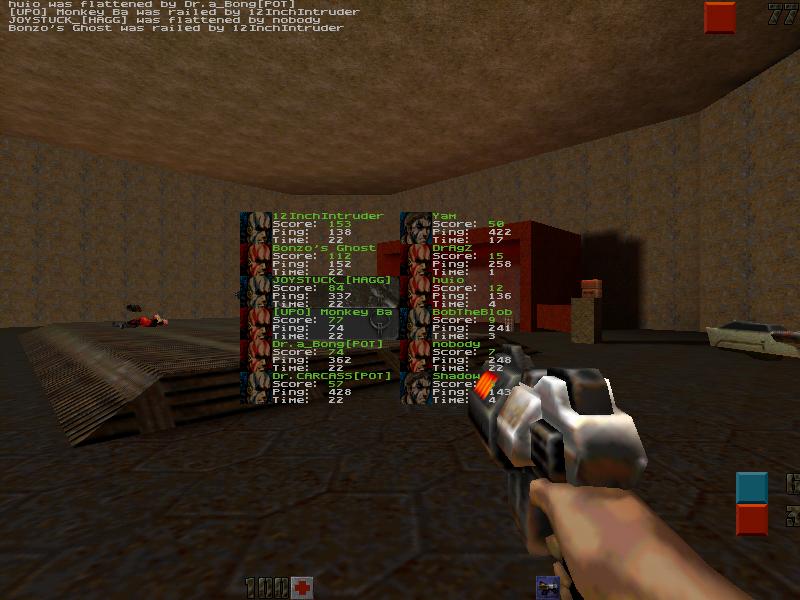 huio was flattened by Dr.a_Bong[POT]
[UFO] Monkey Ba was railed by 12InchIntruder
JOYSTUCK_[HAGG] was flattened by nobody
Bonzo's Ghost was railed by 12InchIntruder
77
12InchIntruder
Score: 153
Ping: 138
Time: 22
Bonzo's Ghost
Score: 112
Ping: 152
Time: 22
JOYSTUCK_[HAGG]
Score: 84
Ping: 337
Time: 22
[UFO] Monkey Ba
Score: 77
Ping: 74
Time: 22
Dr.a_Bong[POT]
Score: 74
Ping: 362
Time: 22
Dr.CARCASS[POT]
Score: 57
Ping: 428
Time: 22
Yam
Score: 50
Ping: 422
Time: 17
DrAgZ
Score: 15
Ping: 258
Time: 1
huio
Score: 12
Ping: 136
Time: 4
BobTheBlob
Score: 9
Ping: 241
Time: 3
nobody
Score: 7
Ping: 248
Time: 22
Shadow
Score:
Ping: 143
Time: 4
100